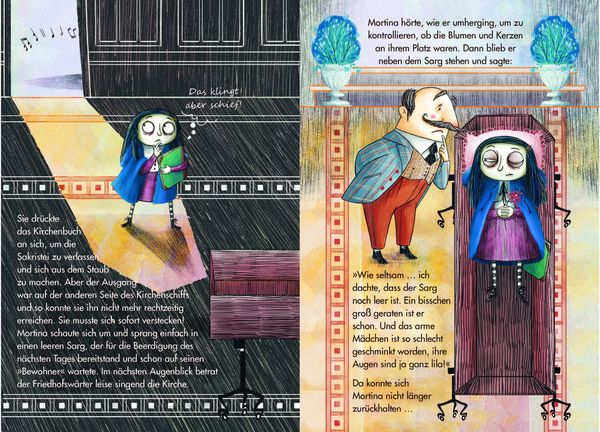 Das klingt
aber schief!
Sie drückte
das Kirchenbuch
an sich, um die
Sakristei zu verlassen
und sich aus dem Staub
zu machen. Aber der Ausgang
war auf der anderen Seite des Kirchenschiffs
und so konnte sie ihn nicht mehr rechtzeitig
erreichen. Sie musste sich sofort verstecken!
Mortina schaute sich um und sprang einfach in
einen leeren Sarg, der für die Beerdigung des
nächsten Tages bereitstand und schon auf seinen
»Bewohner« wartete. Im nächsten Augenblick betrat
der Friedhofswärter leise singend die Kirche.
Mortina hörte, wie er umherging, um zu
kontrollieren, ob die Blumen und Kerzen
an ihrem Platz waren. Dann blieb er
neben dem Sarg stehen und sagte:
»Wie seltsam … ich
dachte, dass der Sarg
noch leer ist. Ein bisschen
groß geraten ist er
schon. Und das arme
Mädchen ist so schlecht
geschminkt worden, ihre
Augen sind ja ganz lila!«
Da konnte sich
Mortina nicht länger
zurückhalten …